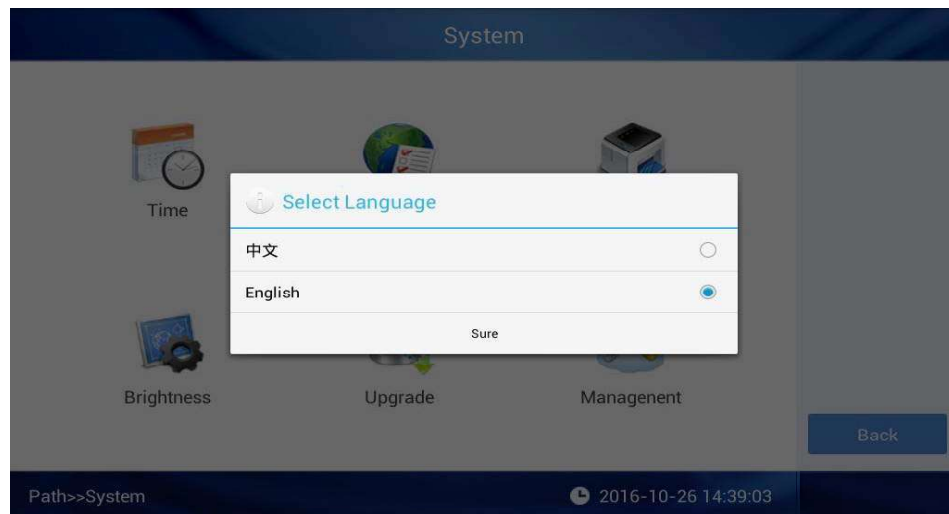 System
Time
Select Language
中文
English
Sure
Brightness
Upgrade
Managenent
Back
Path>>System
2016-10-26 14:39:03